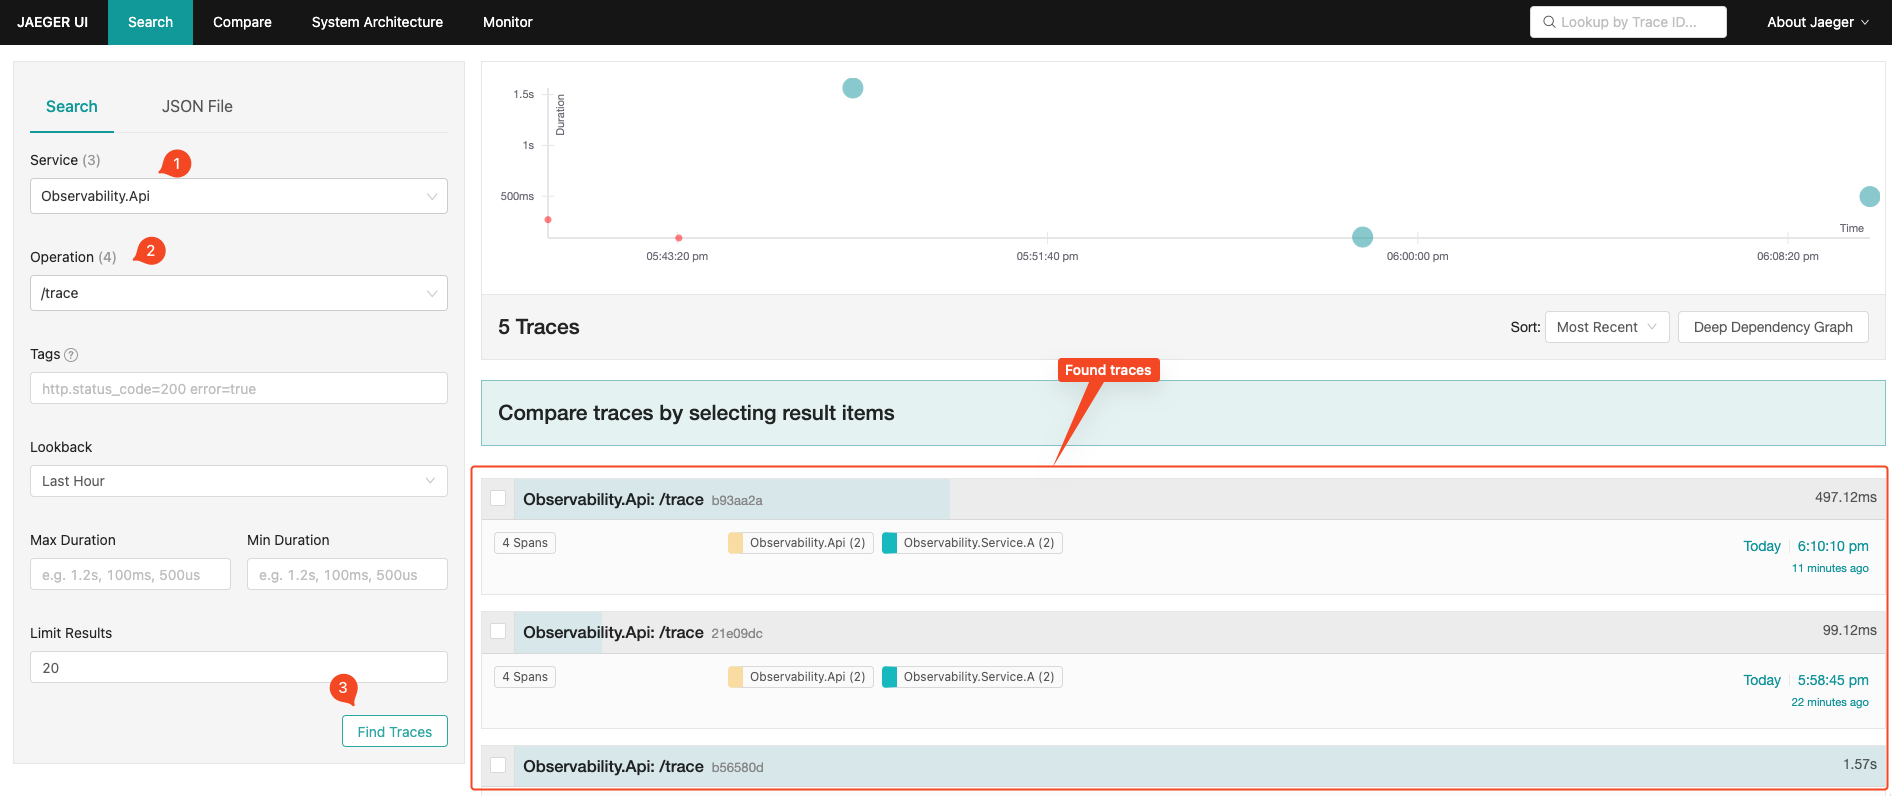 JAEGER UI
Search
Compare
System Architecture
Monitor
Lookup by Trace ID...
About Jaeger
Search
JSON File
Service (3)
1
Observability.Api
Operation (4)
2
/trace
Tags ?
http.status_code=200 error=true
Lookback
Last Hour
Max Duration
Min Duration
e.g. 1.2s, 100ms, 500us
e.g. 1.2s, 100ms, 500us
Limit Results
20
3
Find Traces
1.5s
1s
500ms
Duration
Time
05:43:20 pm
05:51:40 pm
06:00:00 pm
06:08:20 pm
5 Traces
Sort:
Most Recent
Deep Dependency Graph
Found traces
Compare traces by selecting result items
Observability.Api: /trace b93aa2a
497.12ms
4 Spans
Observability.Api (2)
Observability.Service.A (2)
Today
6:10:10 pm
11 minutes ago
Observability.Api: /trace 21e09dc
99.12ms
4 Spans
Observability.Api (2)
Observability.Service.A (2)
Today
5:58:45 pm
22 minutes ago
Observability.Api: /trace b56580d
1.57s